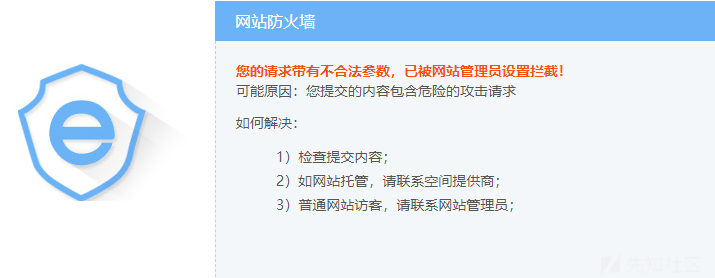 网站防火墙
您的请求带有不合法参数，已被网站管理员设置拦截！
可能原因：您提交的内容包含危险的攻击请求
如何解决：
1）检查提交内容；
2）如网站托管，请联系空间提供商；
3）普通网站访客，请联系网站管理员；
先知社区